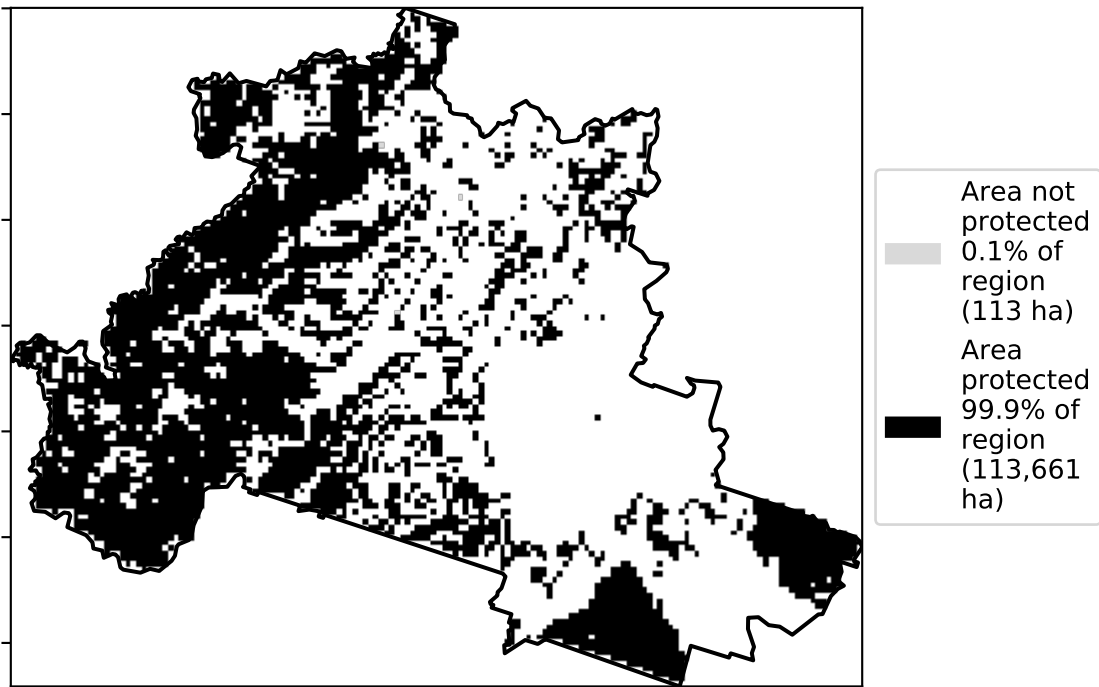 Area not
protected
0.1% of
region
(113 ha)
Area
protected
99.9% of
region
(113,661
ha)